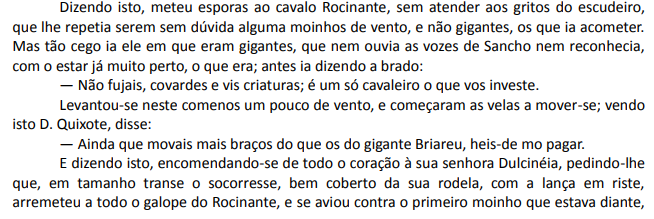 Dizendo isto, meteu esporas ao cavalo Rocinante, sem atender aos gritos do escudeiro,
que lhe repetia serem sem dúvida alguma moinhos de vento, e não gigantes, os que ia acometer.
Mas tão cego ia ele em que eram gigantes, que nem ouvia as vozes de Sancho nem reconhecia,
com o estar já muito perto, o que era; antes ia dizendo a brado:
— Não fujais, covardes e vis criaturas; é um só cavaleiro o que vos investe.
Levantou-se neste comenos um pouco de vento, e começaram as velas a mover-se; vendo
isto D. Quixote, disse:
— Ainda que movais mais braços do que os do gigante Briareu, heis-de mo pagar.
E dizendo isto, encomendando-se de todo o coração à sua senhora Dulcinéia, pedindo-lhe
que, em tamanho transe o socorresse, bem coberto da sua rodela, com a lança em riste,
arremeteu a todo o galope do Rocinante, e se aviou contra o primeiro moinho que estava diante,